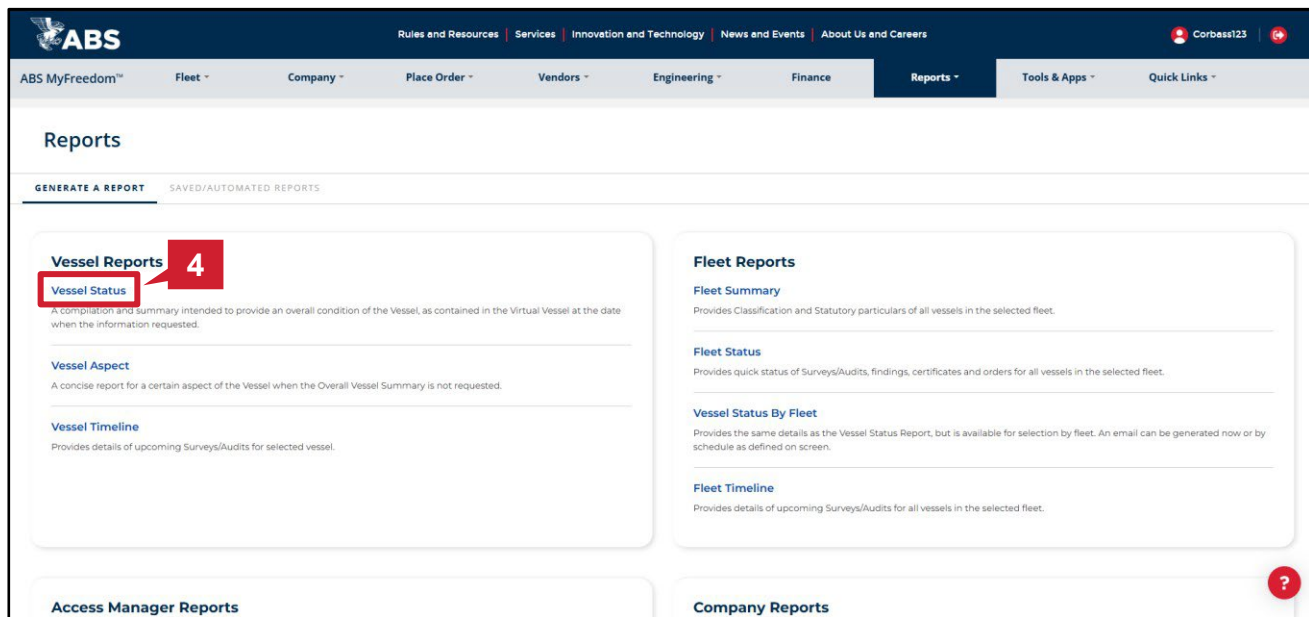 ABS
Rules and Resources | Services | Innovation and Technology | News and Events | About Us and Careers
Corbass123
ABS MyFreedom™ Fleet Company Place Order Vendors Engineering Finance Reports Tools & Apps Quick Links
Reports
GENERATE A REPORT SAVED/AUTOMATED REPORTS
Vessel Reports
4
Vessel Status
A compilation and summary intended to provide an overall condition of the Vessel, as contained in the Virtual Vessel at the date
when the information requested.
Vessel Aspect
A concise report for a certain aspect of the Vessel when the Overall Vessel Summary is not requested.
Vessel Timeline
Provides details of upcoming Surveys/Audits for selected vessel.
Fleet Reports
Fleet Summary
Provides Classification and Statutory particulars of all vessels in the selected fleet.
Fleet Status
Provides quick status of Surveys/Audits, findings, certificates and orders for all vessels in the selected fleet.
Vessel Status By Fleet
Provides the same details as the Vessel Status Report, but is available for selection by fleet. An email can be generated now or by
schedule as defined on screen.
Fleet Timeline
Provides details of upcoming Surveys/Audits for all vessels in the selected fleet.
?
Access Manager Reports
Company Reports